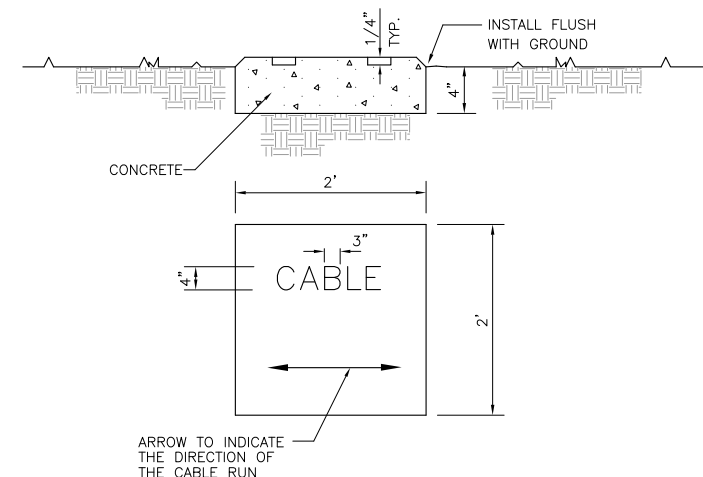 1/4"
TYP.
INSTALL FLUSH
WITH GROUND
4"
CONCRETE
2'
3"
4"
CABLE
2'
ARROW TO INDICATE
THE DIRECTION OF
THE CABLE RUN